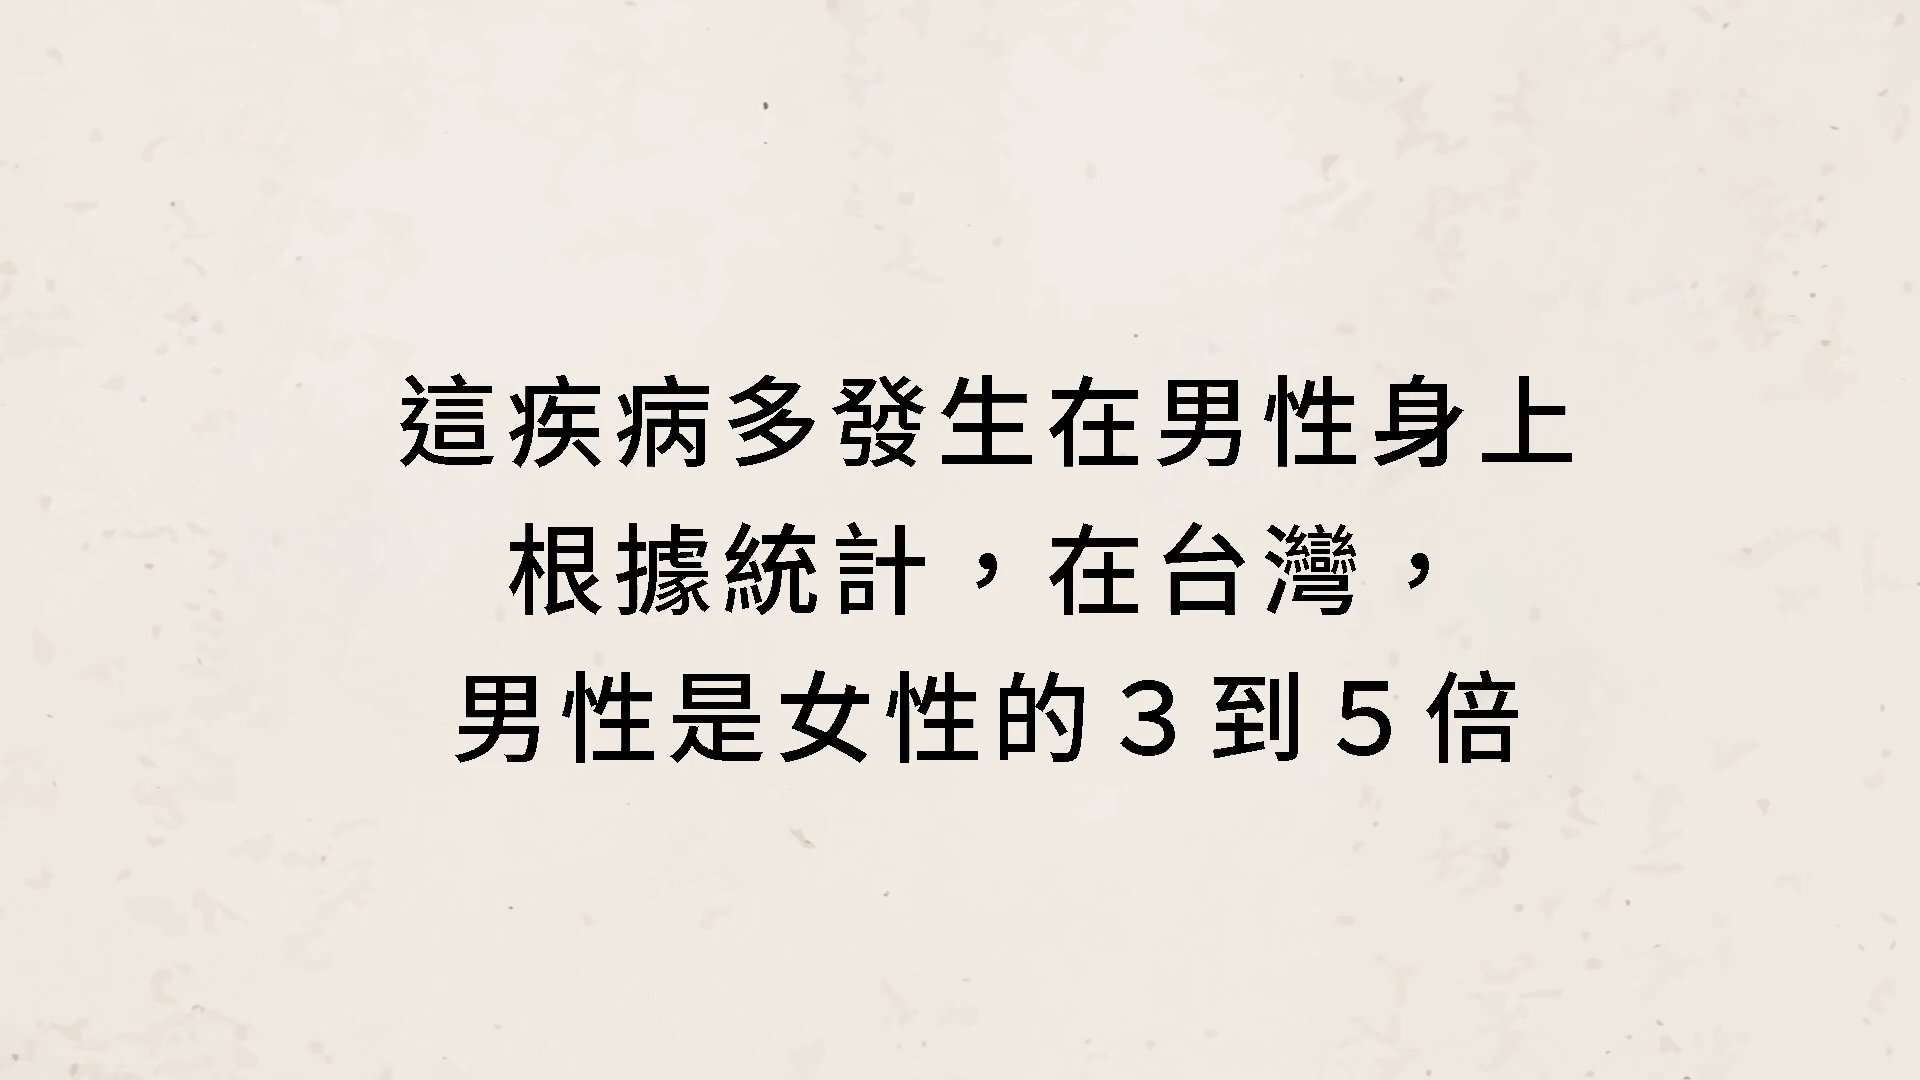 這疾病多發生在男性身上
根據統計，在台灣，
男性是女性的３到５倍